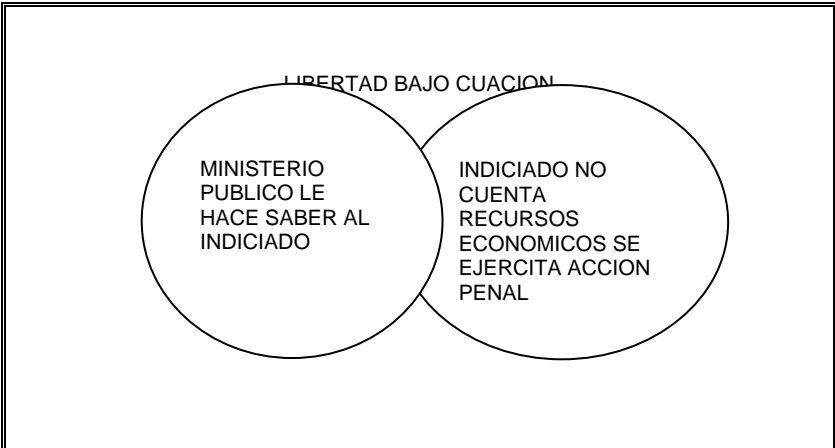 LIBERTAD BAJO CUACION
MINISTERIO
PUBLICO LE
HACE SABER AL
INDICIADO
INDICIADO NO
CUENTA
RECURSOS
ECONOMICOS SE
EJERCITA ACCION
PENAL